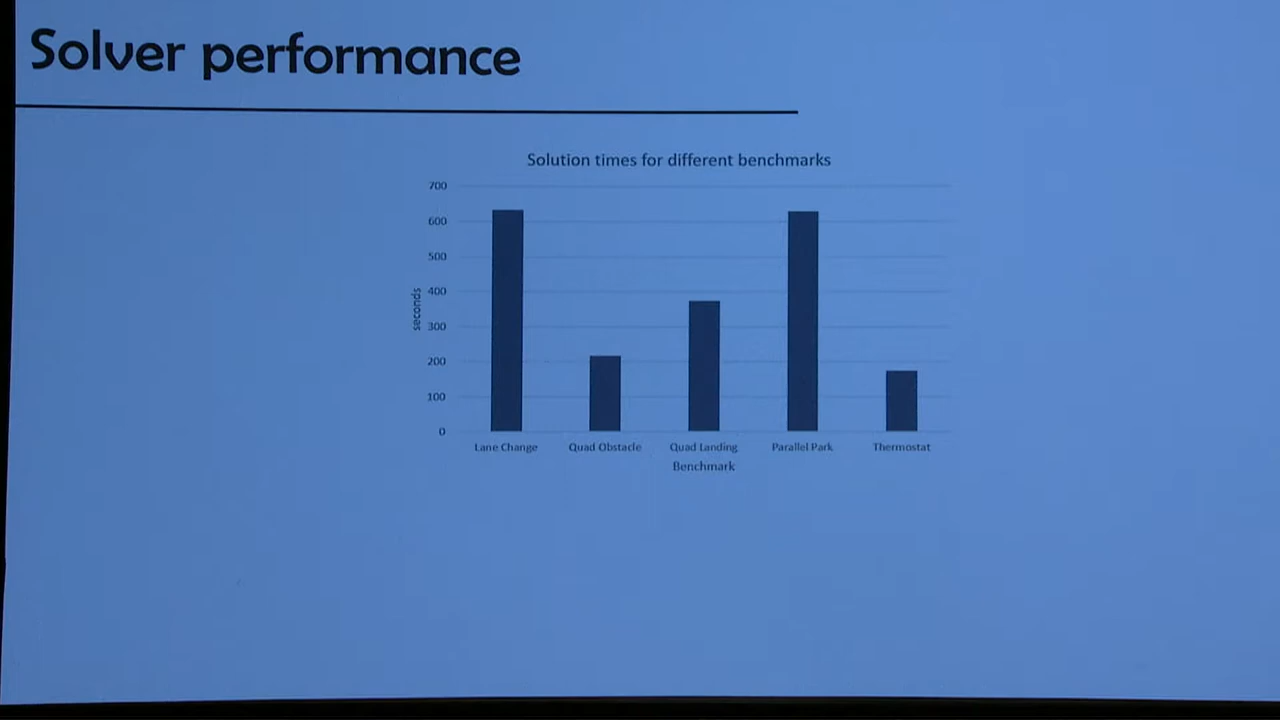 Solver performance
Solution times for different benchmarks
700
600
500
400
300
200
100
0
seconds
Lane Change Quad Obstacle Quad Landing Parallel Park Thermostat
Benchmark